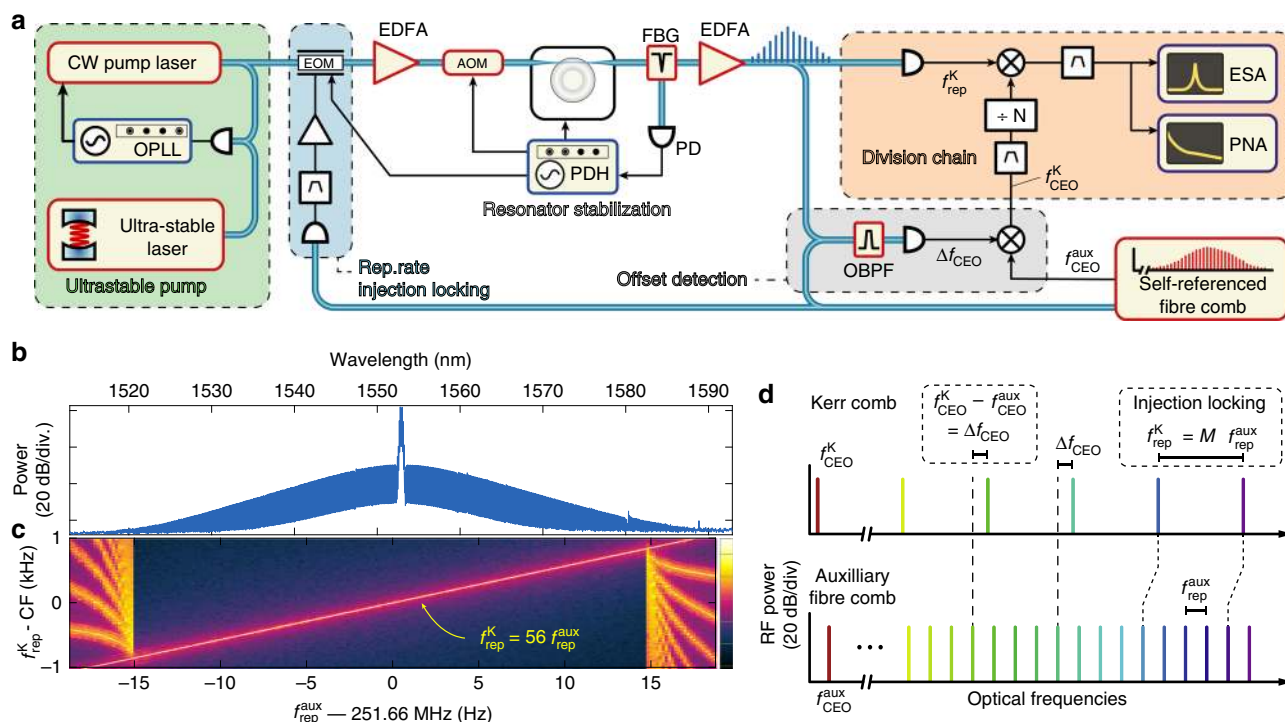 a
EDFA
FBG
EDFA
CW pump laser
EOM
AOM
f_rep^K
ESA
OPLL
÷ N
PD
PDH
PNA
Division chain
f_CEO^K
Resonator stabilization
Ultra-stable
laser
Δf_CEO
OBPF
f_CEO^aux
Ultrastable pump
Rep.rate
injection locking
Offset detection
Self-referenced
fibre comb
b
Wavelength (nm)
1520 1530 1540 1550 1560 1570 1580 1590
Power
(20 dB/div.)
c
1
0
–1
f_rep^K - CF (kHz)
f_rep^K = 56 f_rep^aux
–15 –10 –5 0 5 10 15
f_rep^aux — 251.66 MHz (Hz)
d
Kerr comb
f_CEO^K – f_CEO^aux
= Δf_CEO
Injection locking
f_rep^K = M f_rep^aux
f_CEO^K
Δf_CEO
Auxilliary
fibre comb
f_rep^aux
RF power
(20 dB/div)
f_CEO^aux
Optical frequencies